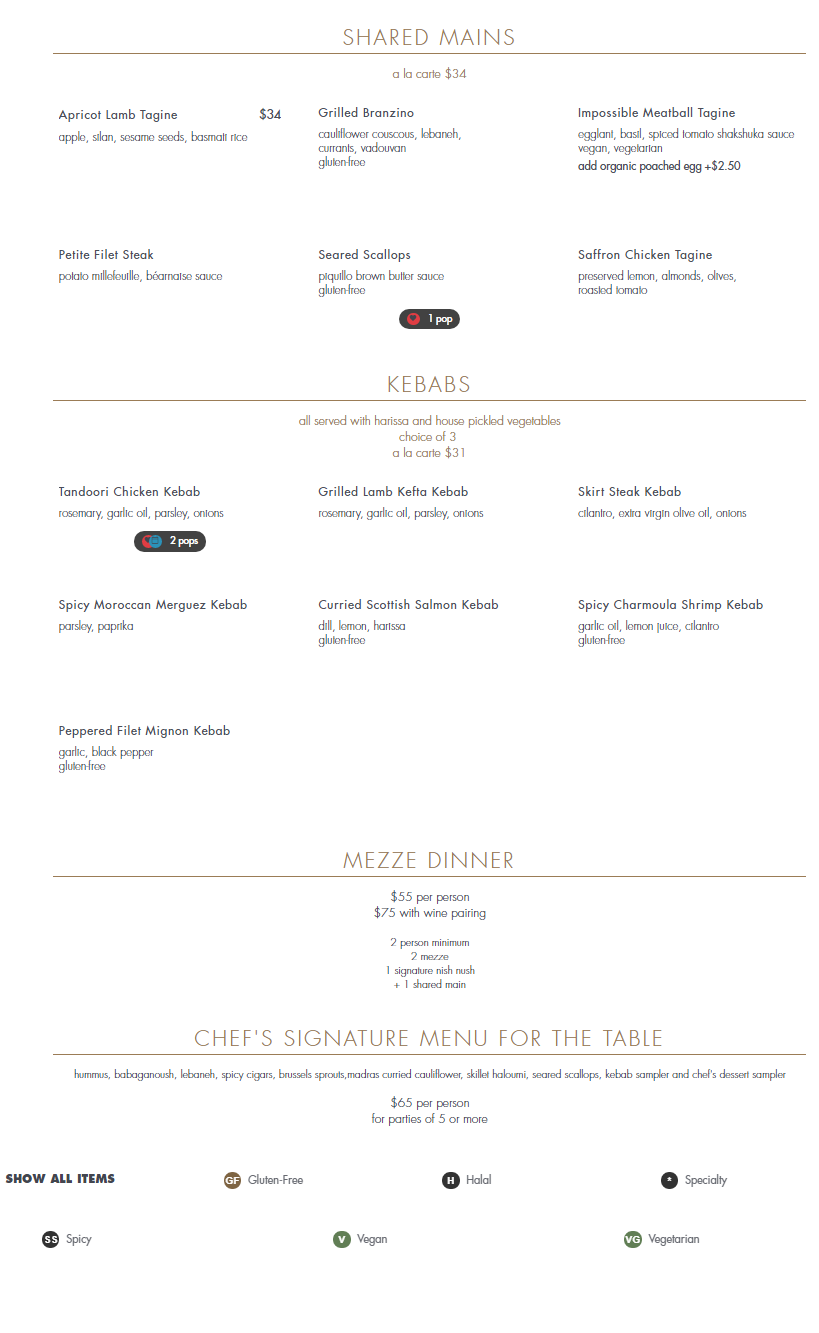 SHARED MAINS
a la carte $34
Apricot Lamb Tagine $34
apple, silan, sesame seeds, basmati rice
Grilled Branzino
cauliflower couscous, lebaneh,
currants, vadouvan
gluten-free
Impossible Meatball Tagine
eggplant, basil, spiced tomato shakshuka sauce
vegan, vegetarian
add organic poached egg +$2.50
Petite Filet Steak
potato millefeuille, béarnaise sauce
Seared Scallops
piquillo brown butter sauce
gluten-free
1 pop
Saffron Chicken Tagine
preserved lemon, almonds, olives,
roasted tomato
KEBABS
all served with harissa and house pickled vegetables
choice of 3
a la carte $31
Tandoori Chicken Kebab
rosemary, garlic oil, parsley, onions
2 pops
Grilled Lamb Kefta Kebab
rosemary, garlic oil, parsley, onions
Skirt Steak Kebab
cilantro, extra virgin olive oil, onions
Spicy Moroccan Merguez Kebab
parsley, paprika
Curried Scottish Salmon Kebab
dill, lemon, harissa
gluten-free
Spicy Charmoula Shrimp Kebab
garlic oil, lemon juice, cilantro
gluten-free
Peppered Filet Mignon Kebab
garlic, black pepper
gluten-free
MEZZE DINNER
$55 per person
$75 with wine pairing
2 person minimum
2 mezze
1 signature nish nush
+ 1 shared main
CHEF'S SIGNATURE MENU FOR THE TABLE
hummus, babaganoush, lebaneh, spicy cigars, brussels sprouts,madras curried cauliflower, skillet haloumi, seared scallops, kebab sampler and chef's dessert sampler
$65 per person
for parties of 5 or more
SHOW ALL ITEMS
GF Gluten-Free
H Halal
* Specialty
SS Spicy
V Vegan
VG Vegetarian